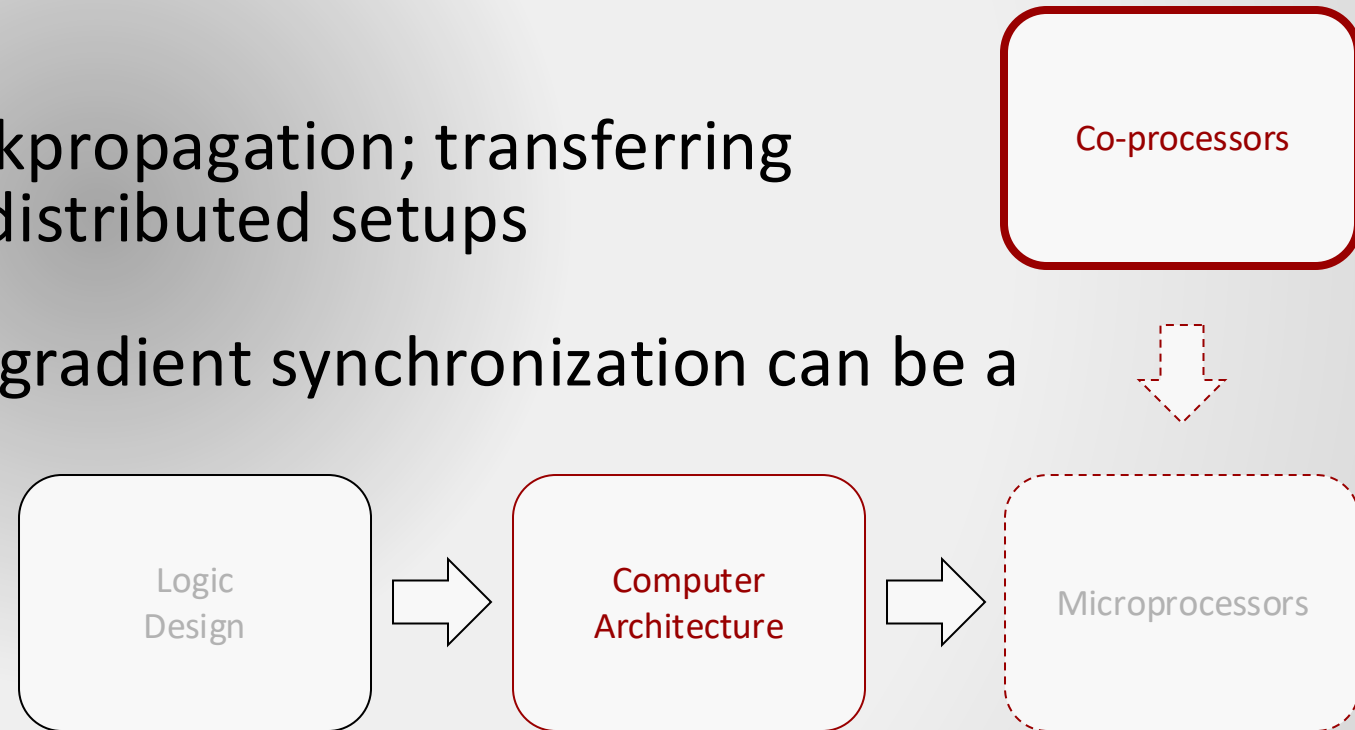 kpropagation; transferring
distributed setups
gradient synchronization can be a
Co-processors
Logic
Design
Computer
Architecture
Microprocessors